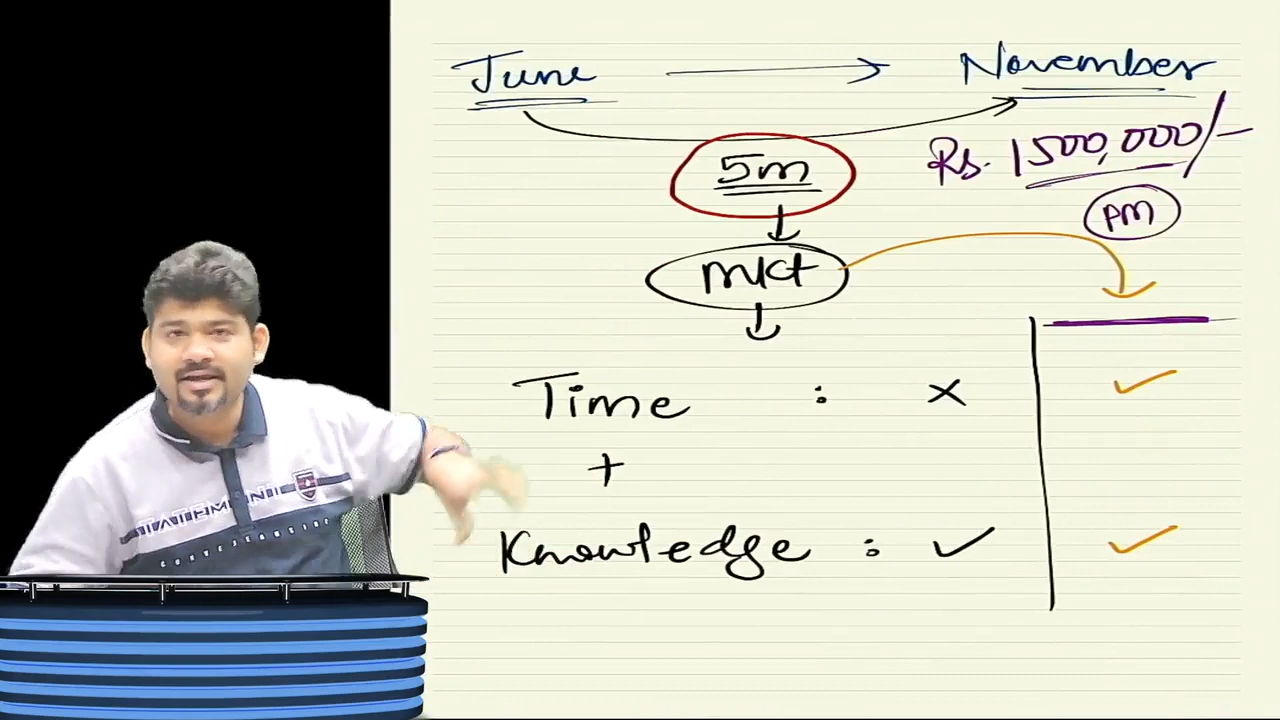 June → November
5m
Rs. 1500,000/-
PM
mkt
Time : × ✓
+
Knowledge : ✓ ✓